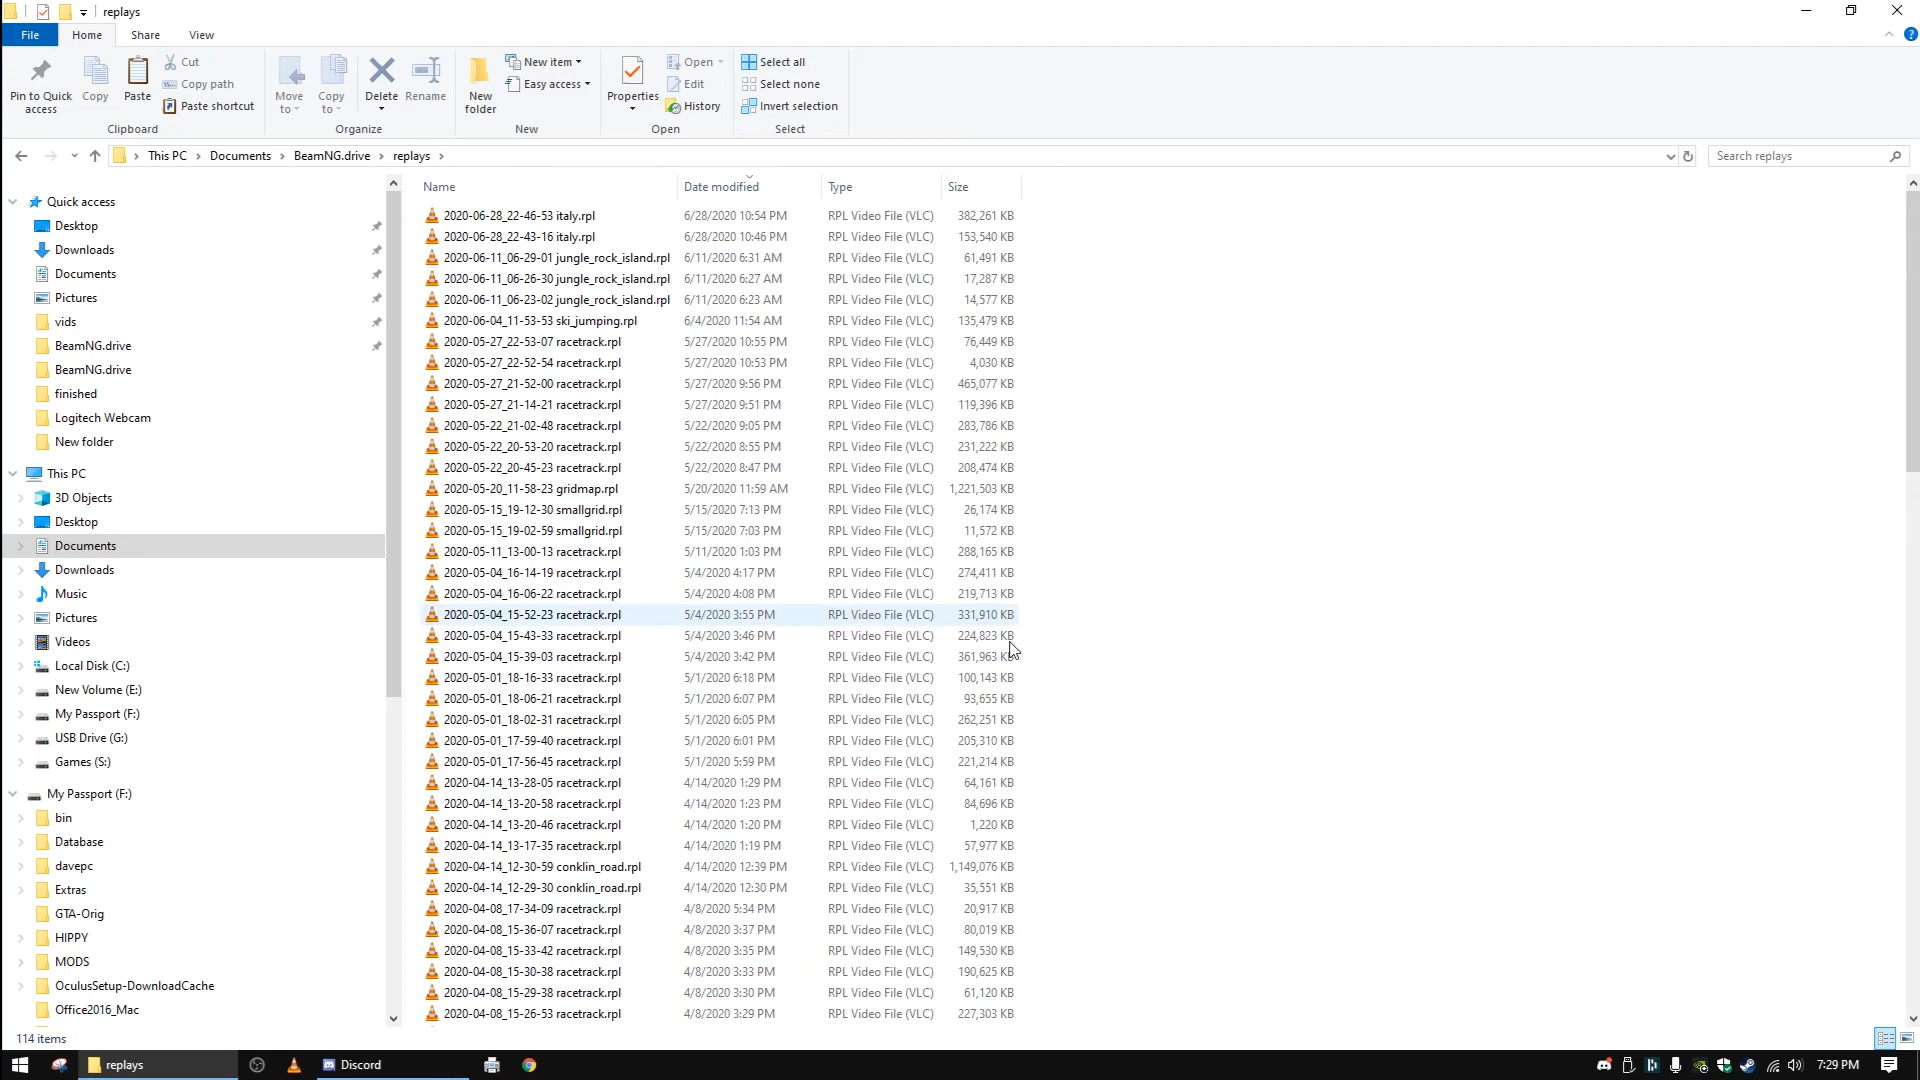 replays
File Home Share View
Pin to Quick access
Copy
Paste
Cut
Copy path
Paste shortcut
Clipboard
Move to
Copy to
Delete
Rename
Organize
New folder
New item
Easy access
New
Properties
Open
Edit
History
Open
Select all
Select none
Invert selection
Select
This PC › Documents › BeamNG.drive › replays ›
Search replays
Quick access
Desktop
Downloads
Documents
Pictures
vids
BeamNG.drive
BeamNG.drive
finished
Logitech Webcam
New folder
This PC
3D Objects
Desktop
Documents
Downloads
Music
Pictures
Videos
Local Disk (C:)
New Volume (E:)
My Passport (F:)
USB Drive (G:)
Games (S:)
My Passport (F:)
bin
Database
davepc
Extras
GTA-Orig
HIPPY
MODS
OculusSetup-DownloadCache
Office2016_Mac
Name Date modified Type Size
2020-06-28_22-46-53 italy.rpl 6/28/2020 10:54 PM RPL Video File (VLC) 382,261 KB
2020-06-28_22-43-16 italy.rpl 6/28/2020 10:46 PM RPL Video File (VLC) 153,540 KB
2020-06-11_06-29-01 jungle_rock_island.rpl 6/11/2020 6:31 AM RPL Video File (VLC) 61,491 KB
2020-06-11_06-26-30 jungle_rock_island.rpl 6/11/2020 6:27 AM RPL Video File (VLC) 17,287 KB
2020-06-11_06-23-02 jungle_rock_island.rpl 6/11/2020 6:23 AM RPL Video File (VLC) 14,577 KB
2020-06-04_11-53-53 ski_jumping.rpl 6/4/2020 11:54 AM RPL Video File (VLC) 135,479 KB
2020-05-27_22-53-07 racetrack.rpl 5/27/2020 10:55 PM RPL Video File (VLC) 76,449 KB
2020-05-27_22-52-54 racetrack.rpl 5/27/2020 10:53 PM RPL Video File (VLC) 4,030 KB
2020-05-27_21-52-00 racetrack.rpl 5/27/2020 9:56 PM RPL Video File (VLC) 465,077 KB
2020-05-27_21-14-21 racetrack.rpl 5/27/2020 9:51 PM RPL Video File (VLC) 119,396 KB
2020-05-22_21-02-48 racetrack.rpl 5/22/2020 9:05 PM RPL Video File (VLC) 283,786 KB
2020-05-22_20-53-20 racetrack.rpl 5/22/2020 8:55 PM RPL Video File (VLC) 231,222 KB
2020-05-22_20-45-23 racetrack.rpl 5/22/2020 8:47 PM RPL Video File (VLC) 208,474 KB
2020-05-20_11-58-23 gridmap.rpl 5/20/2020 11:59 AM RPL Video File (VLC) 1,221,503 KB
2020-05-15_19-12-30 smallgrid.rpl 5/15/2020 7:13 PM RPL Video File (VLC) 26,174 KB
2020-05-15_19-02-59 smallgrid.rpl 5/15/2020 7:03 PM RPL Video File (VLC) 11,572 KB
2020-05-11_13-00-13 racetrack.rpl 5/11/2020 1:03 PM RPL Video File (VLC) 288,165 KB
2020-05-04_16-14-19 racetrack.rpl 5/4/2020 4:17 PM RPL Video File (VLC) 274,411 KB
2020-05-04_16-06-22 racetrack.rpl 5/4/2020 4:08 PM RPL Video File (VLC) 219,713 KB
2020-05-04_15-52-23 racetrack.rpl 5/4/2020 3:55 PM RPL Video File (VLC) 331,910 KB
2020-05-04_15-43-33 racetrack.rpl 5/4/2020 3:46 PM RPL Video File (VLC) 224,823 KB
2020-05-04_15-39-03 racetrack.rpl 5/4/2020 3:42 PM RPL Video File (VLC) 361,963 KB
2020-05-01_18-16-33 racetrack.rpl 5/1/2020 6:18 PM RPL Video File (VLC) 100,143 KB
2020-05-01_18-06-21 racetrack.rpl 5/1/2020 6:07 PM RPL Video File (VLC) 93,655 KB
2020-05-01_18-02-31 racetrack.rpl 5/1/2020 6:05 PM RPL Video File (VLC) 262,251 KB
2020-05-01_17-59-40 racetrack.rpl 5/1/2020 6:01 PM RPL Video File (VLC) 205,310 KB
2020-05-01_17-56-45 racetrack.rpl 5/1/2020 5:59 PM RPL Video File (VLC) 221,214 KB
2020-04-14_13-28-05 racetrack.rpl 4/14/2020 1:29 PM RPL Video File (VLC) 64,161 KB
2020-04-14_13-20-58 racetrack.rpl 4/14/2020 1:23 PM RPL Video File (VLC) 84,696 KB
2020-04-14_13-20-46 racetrack.rpl 4/14/2020 1:20 PM RPL Video File (VLC) 1,220 KB
2020-04-14_13-17-35 racetrack.rpl 4/14/2020 1:19 PM RPL Video File (VLC) 57,977 KB
2020-04-14_12-30-59 conklin_road.rpl 4/14/2020 12:39 PM RPL Video File (VLC) 1,149,076 KB
2020-04-14_12-29-30 conklin_road.rpl 4/14/2020 12:30 PM RPL Video File (VLC) 35,551 KB
2020-04-08_17-34-09 racetrack.rpl 4/8/2020 5:34 PM RPL Video File (VLC) 20,917 KB
2020-04-08_15-36-07 racetrack.rpl 4/8/2020 3:37 PM RPL Video File (VLC) 80,019 KB
2020-04-08_15-33-42 racetrack.rpl 4/8/2020 3:35 PM RPL Video File (VLC) 149,530 KB
2020-04-08_15-30-38 racetrack.rpl 4/8/2020 3:33 PM RPL Video File (VLC) 190,625 KB
2020-04-08_15-29-38 racetrack.rpl 4/8/2020 3:30 PM RPL Video File (VLC) 61,120 KB
2020-04-08_15-26-53 racetrack.rpl 4/8/2020 3:29 PM RPL Video File (VLC) 227,303 KB
114 items
replays
Discord
7:29 PM